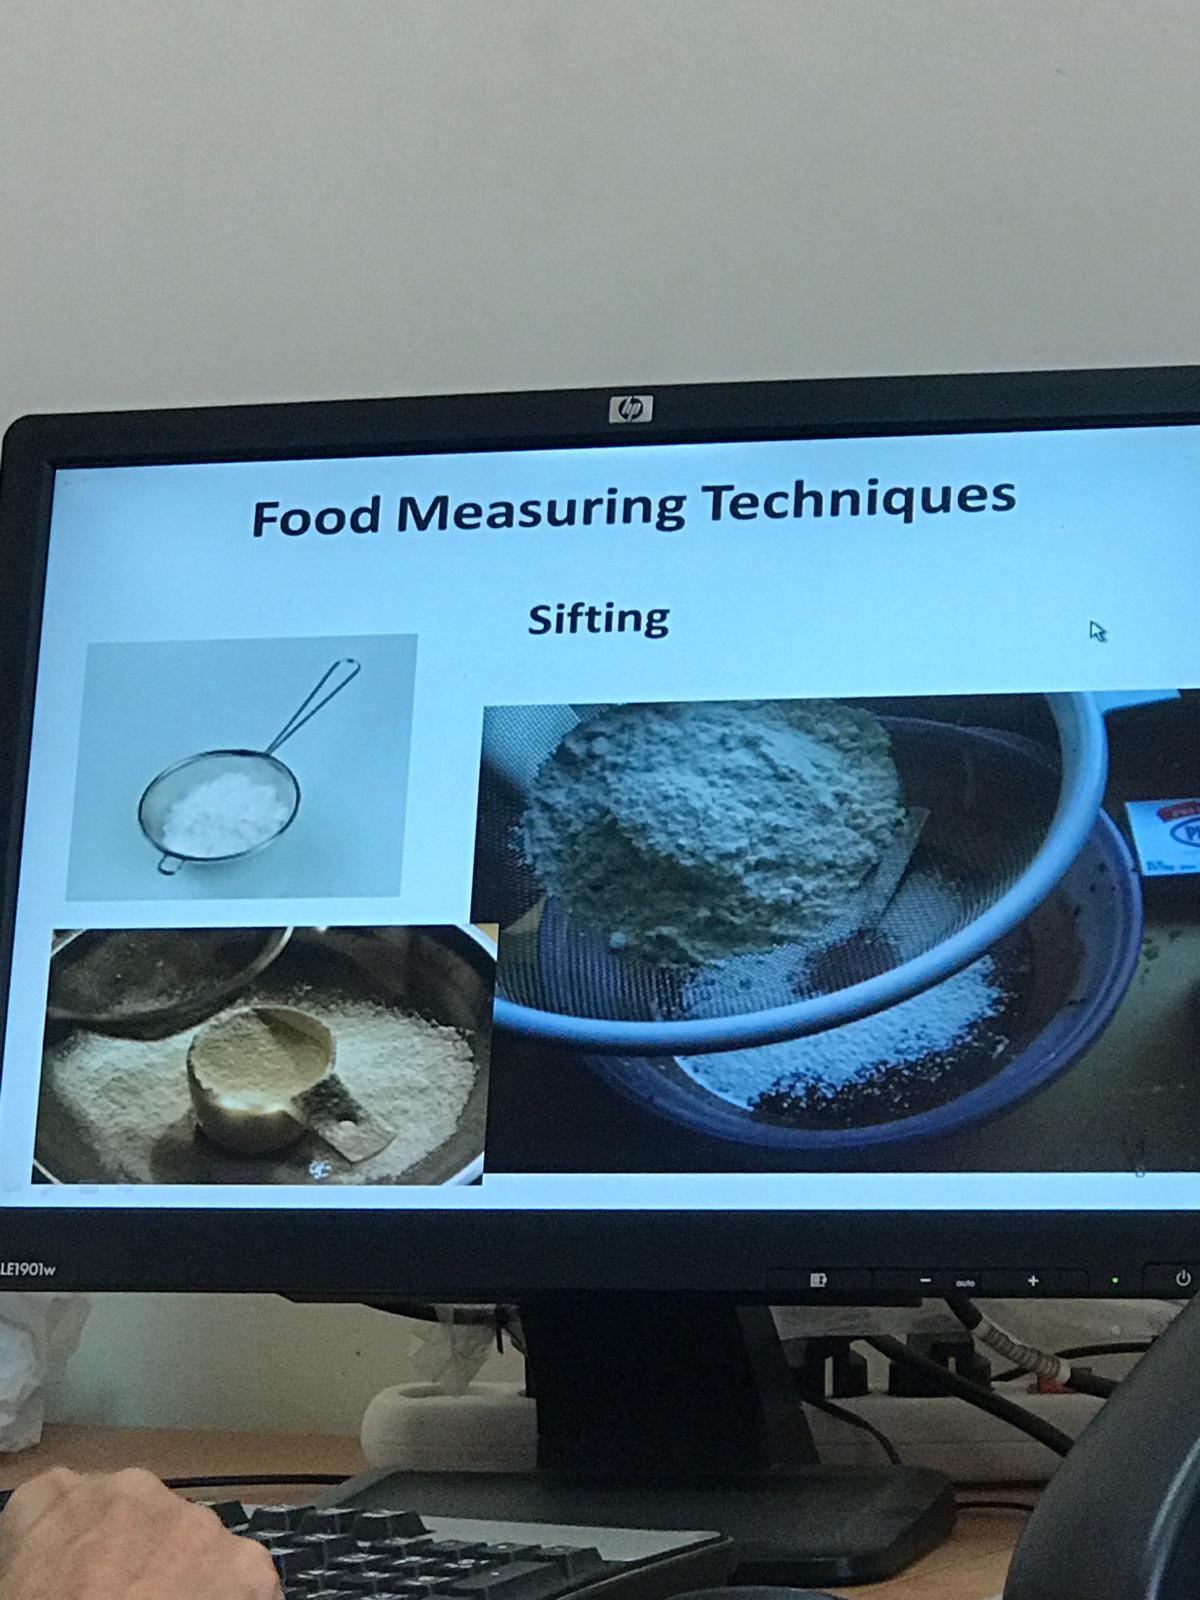 hp
Food Measuring Techniques
Sifting
LE1901w
auto